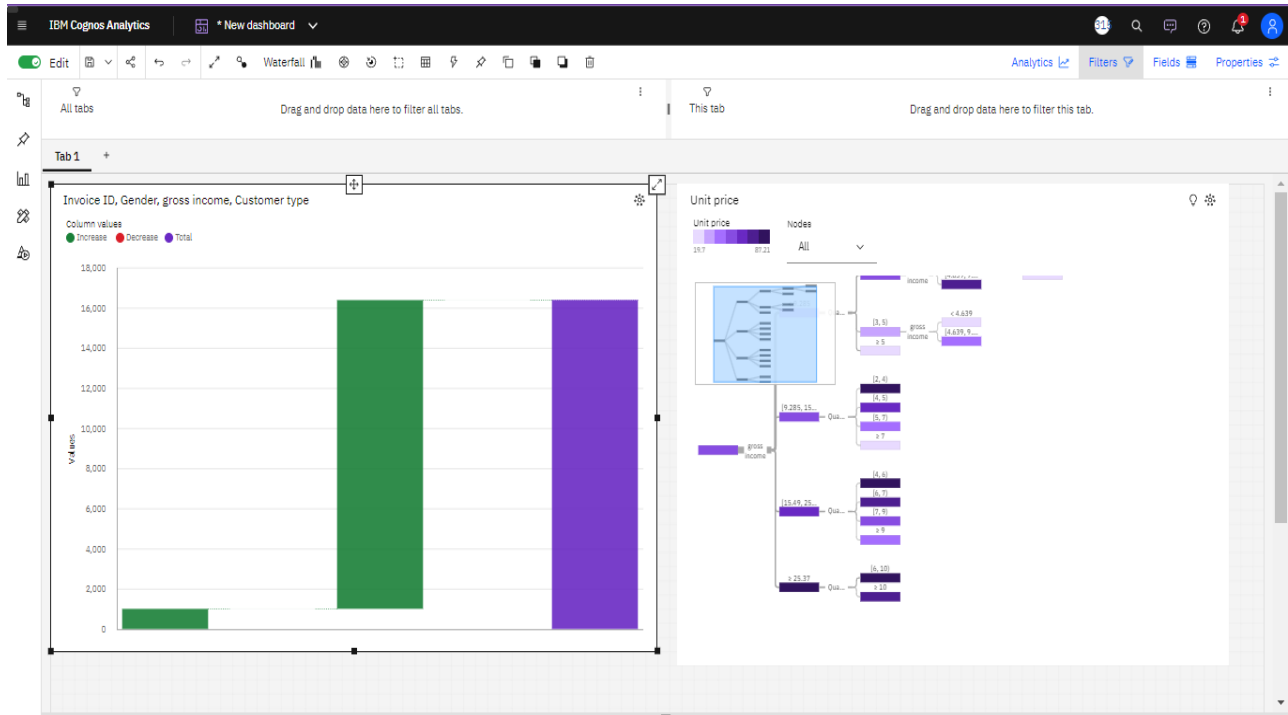 IBM Cognos Analytics
* New dashboard
Edit
Waterfall
Analytics
Filters
Fields
Properties
All tabs
Drag and drop data here to filter all tabs.
This tab
Drag and drop data here to filter this tab.
Tab 1
Invoice ID, Gender, gross income, Customer type
Column values
Increase
Decrease
Total
18,000
16,000
14,000
12,000
10,000
8,000
6,000
4,000
2,000
0
Values
Unit price
Unit price
19.7
87.21
Nodes
All
income
[3, 5)
≥ 5
gross
income
< 4.639
[4.639, 9....
[9.285, 15...
Qua...
[2, 4)
[4, 5)
[5, 7)
≥ 7
gross
income
[15.49, 25...
Qua...
[4, 6)
[6, 7)
[7, 9)
≥ 9
≥ 25.37
Qua...
[6, 10)
≥ 10